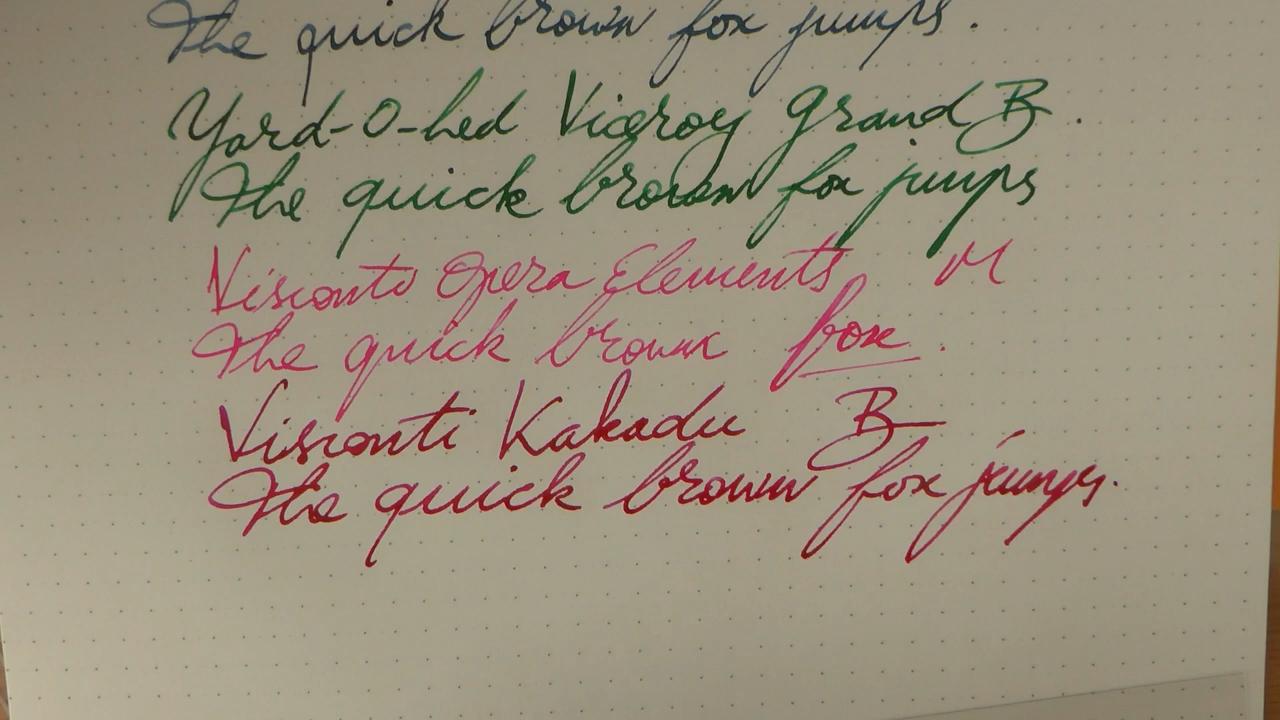 The quick brown fox jumps.
Yard-O-hed Viceroy Grand B.
The quick brown fox jumps
Visconti Opera Elements M
The quick brown fox.
Visconti Kakadu B
The quick brown fox jumps.